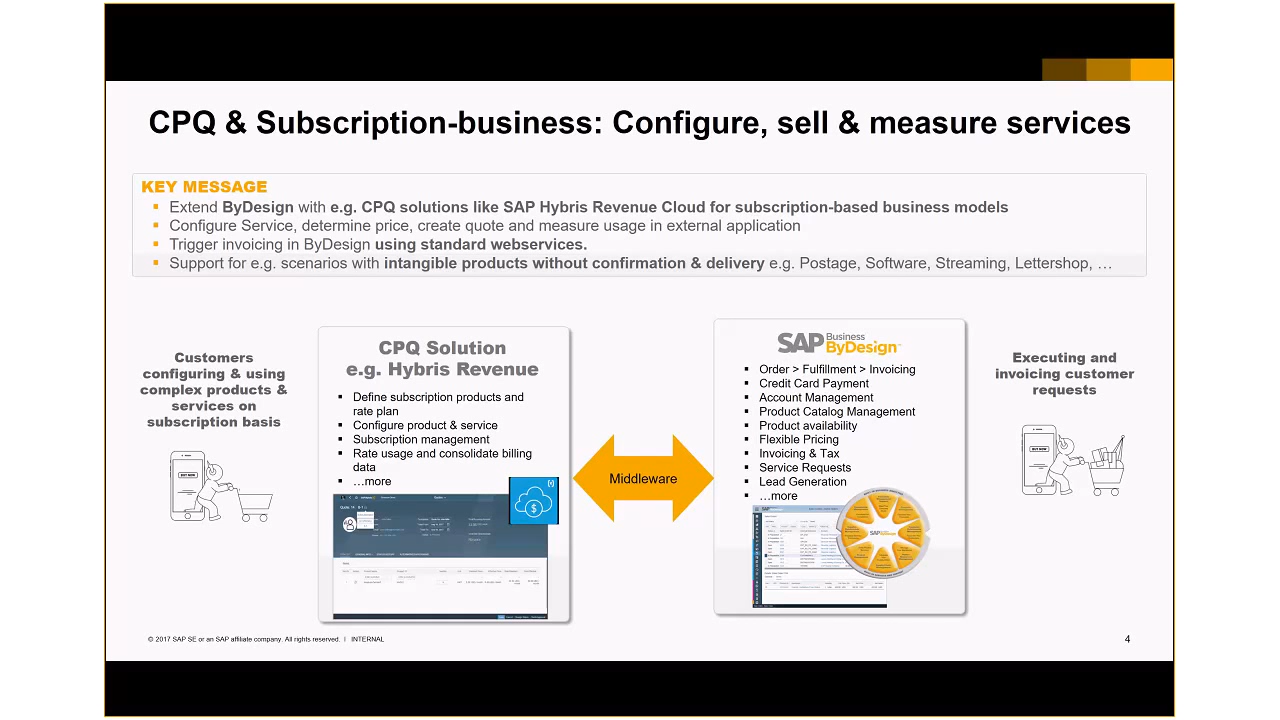 CPQ & Subscription-business: Configure, sell & measure services
KEY MESSAGE
▪ Extend ByDesign with e.g. CPQ solutions like SAP Hybris Revenue Cloud for subscription-based business models
▪ Configure Service, determine price, create quote and measure usage in external application
▪ Trigger invoicing in ByDesign using standard webservices.
▪ Support for e.g. scenarios with intangible products without confirmation & delivery e.g. Postage, Software, Streaming, Lettershop, …
Customers
configuring & using
complex products &
services on
subscription basis
BUY NOW
CPQ Solution
e.g. Hybris Revenue
▪ Define subscription products and
rate plan
▪ Configure product & service
▪ Subscription management
▪ Rate usage and consolidate billing
data
▪ …more
Middleware
SAP Business
ByDesign
▪ Order > Fulfillment > Invoicing
▪ Credit Card Payment
▪ Account Management
▪ Product Catalog Management
▪ Product availability
▪ Flexible Pricing
▪ Invoicing & Tax
▪ Service Requests
▪ Lead Generation
▪ …more
SAP
Executing and
invoicing customer
requests
BUY NOW
© 2017 SAP SE or an SAP affiliate company. All rights reserved. ǀ INTERNAL
4